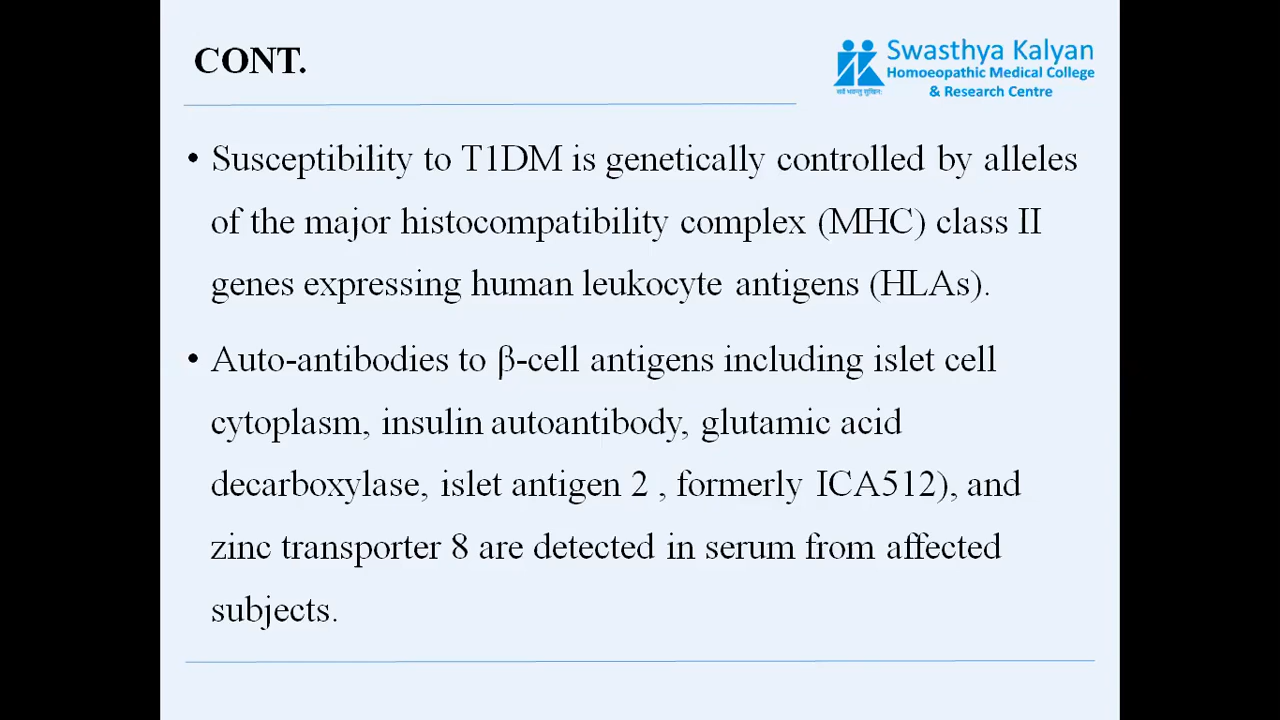 CONT.
Swasthya Kalyan
Homoeopathic Medical College
& Research Centre
सर्वे भवन्तु सुखिनः
• Susceptibility to T1DM is genetically controlled by alleles
of the major histocompatibility complex (MHC) class II
genes expressing human leukocyte antigens (HLAs).
• Auto-antibodies to β-cell antigens including islet cell
cytoplasm, insulin autoantibody, glutamic acid
decarboxylase, islet antigen 2 , formerly ICA512), and
zinc transporter 8 are detected in serum from affected
subjects.